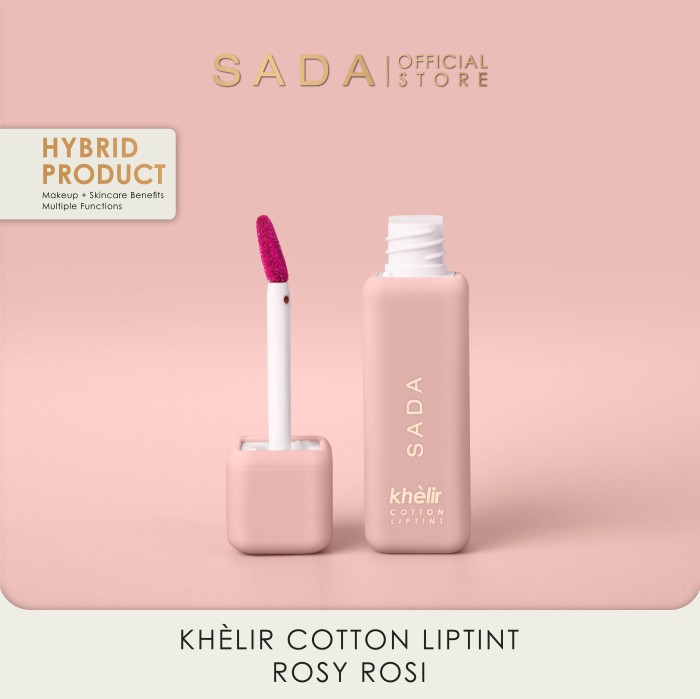 SADA
OFFICIAL
STORE
HYBRID
PRODUCT
Makeup + Skincare Benefits
Multiple Functions
SADA
khèlir
COTTON
LIPTINT
KHÈLIR COTTON LIPTINT
ROSY ROSI